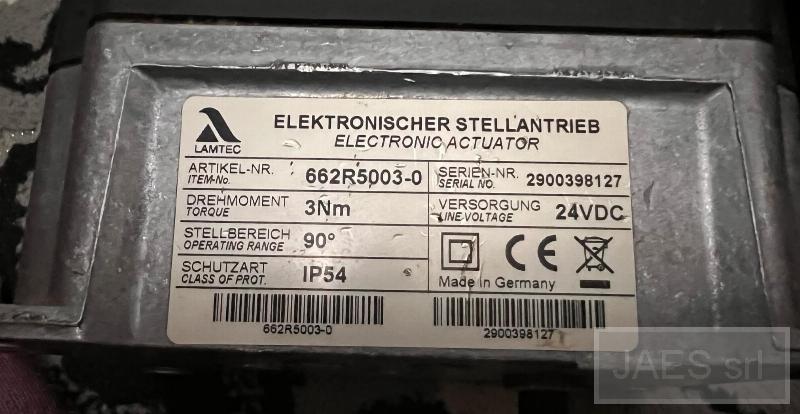 LAMTEC
ELEKTRONISCHER STELLANTRIEB
ELECTRONIC ACTUATOR
ARTIKEL-NR. 662R5003-0
ITEM-No.
SERIEN-NR. 2900398127
SERIAL NO.
DREHMOMENT 3Nm
TORQUE
VERSORGUNG 24VDC
LINE VOLTAGE
STELLBEREICH 90°
OPERATING RANGE
CE
SCHUTZART IP54
CLASS OF PROT.
Made in Germany
662R5003-0
2900398127
JAES srl